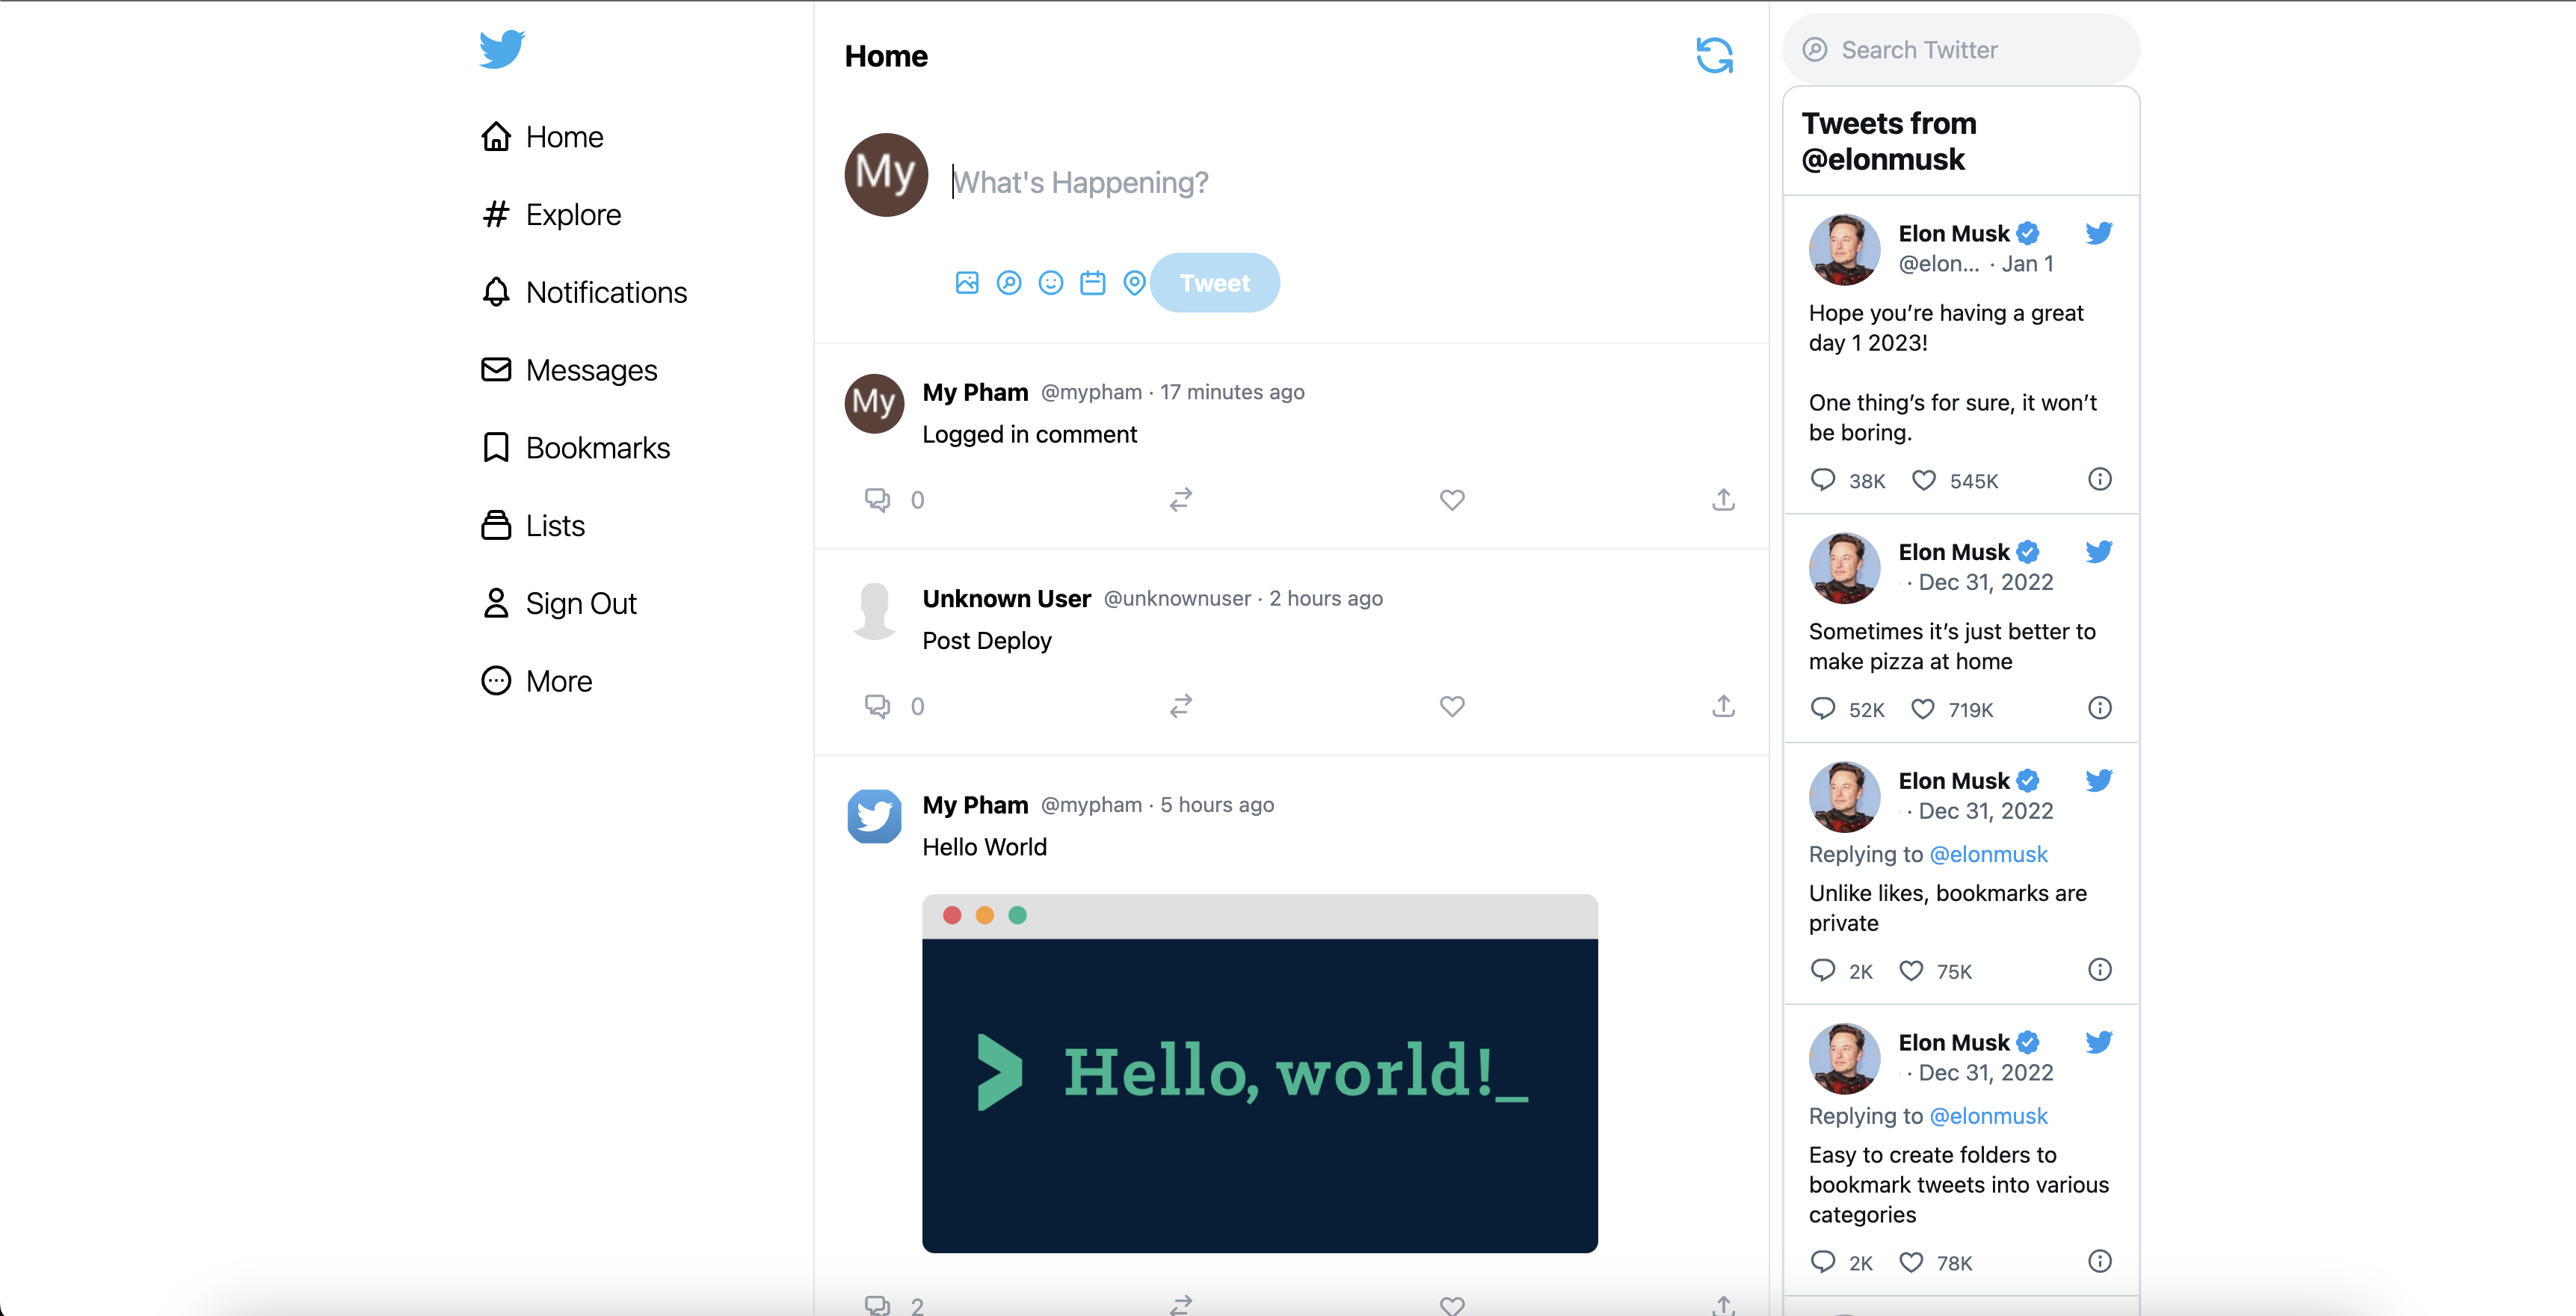 Home
Explore
Notifications
Messages
Bookmarks
Lists
Sign Out
More
Home
My
What's Happening?
Tweet
My
My Pham @mypham · 17 minutes ago
Logged in comment
0
Unknown User @unknownuser · 2 hours ago
Post Deploy
0
My Pham @mypham · 5 hours ago
Hello World
> Hello, world!_
2
Search Twitter
Tweets from
@elonmusk
Elon Musk
@elon... · Jan 1
Hope you’re having a great
day 1 2023!
One thing’s for sure, it won’t
be boring.
38K 545K
Elon Musk
· Dec 31, 2022
Sometimes it’s just better to
make pizza at home
52K 719K
Elon Musk
· Dec 31, 2022
Replying to @elonmusk
Unlike likes, bookmarks are
private
2K 75K
Elon Musk
· Dec 31, 2022
Replying to @elonmusk
Easy to create folders to
bookmark tweets into various
categories
2K 78K